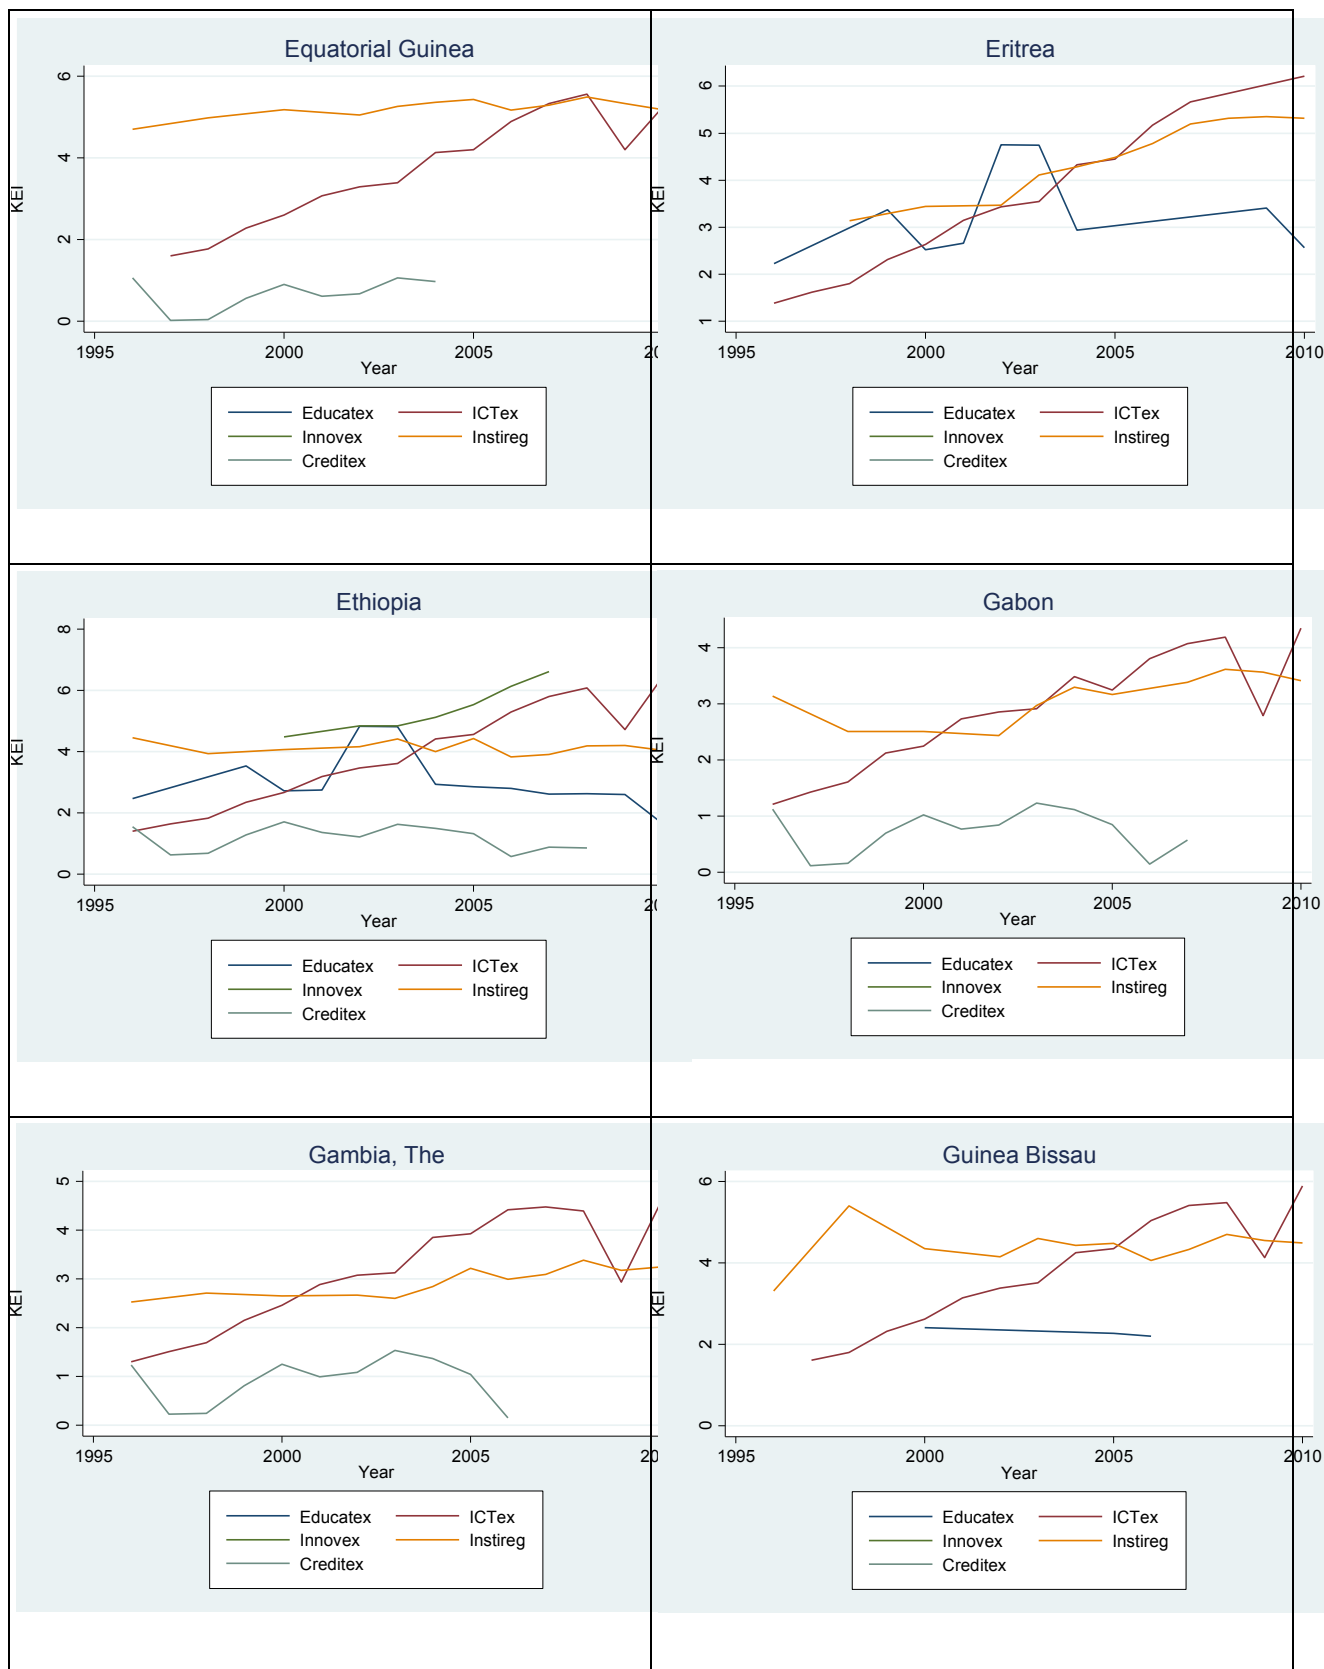 Equatorial Guinea
KEI
6
4
2
0
1995 2000 2005 20
Year
Educatex ICTex
Innovex Instireg
Creditex
Eritrea
KEI
6
5
4
3
2
1
1995 2000 2005 2010
Year
Educatex ICTex
Innovex Instireg
Creditex
Ethiopia
KEI
8
6
4
2
0
1995 2000 2005 20
Year
Educatex ICTex
Innovex Instireg
Creditex
Gabon
KEI
4
3
2
1
0
1995 2000 2005 2010
Year
Educatex ICTex
Innovex Instireg
Creditex
Gambia, The
KEI
5
4
3
2
1
0
1995 2000 2005 20
Year
Educatex ICTex
Innovex Instireg
Creditex
Guinea Bissau
KEI
6
4
2
0
1995 2000 2005 2010
Year
Educatex ICTex
Innovex Instireg
Creditex